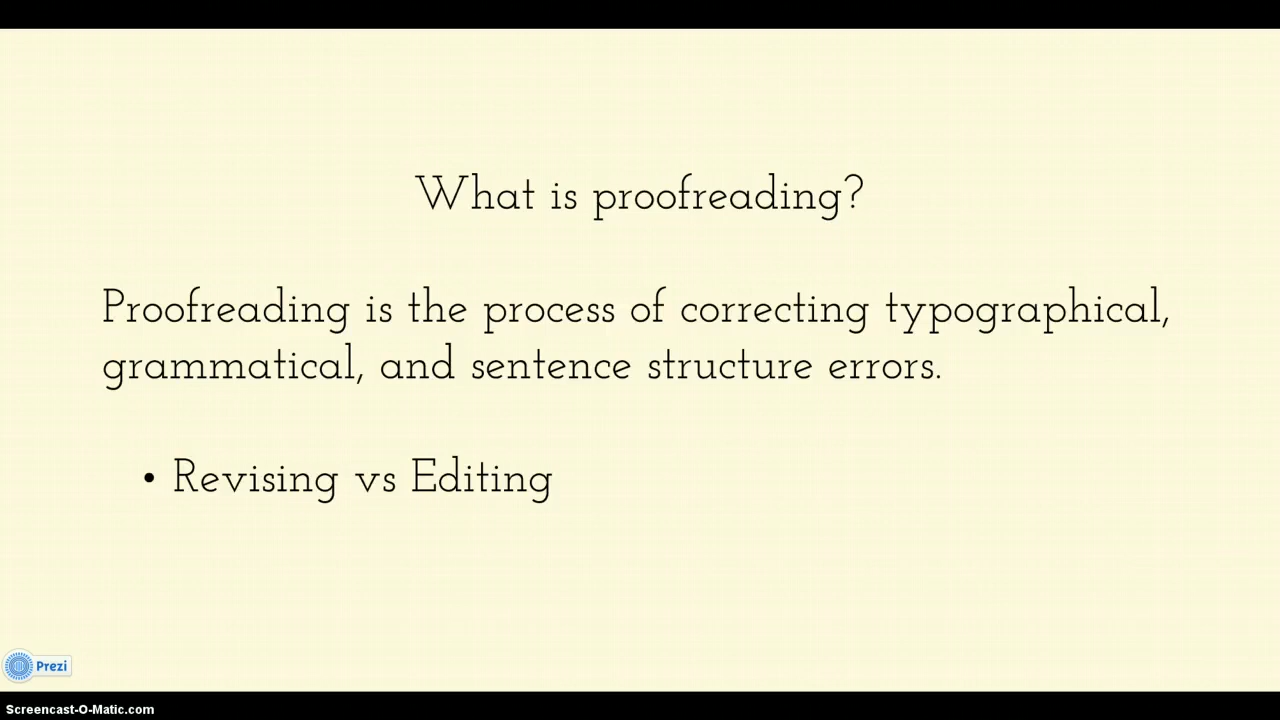 What is proofreading?
Proofreading is the process of correcting typographical,
grammatical, and sentence structure errors.
• Revising vs Editing
Prezi
Screencast-O-Matic.com